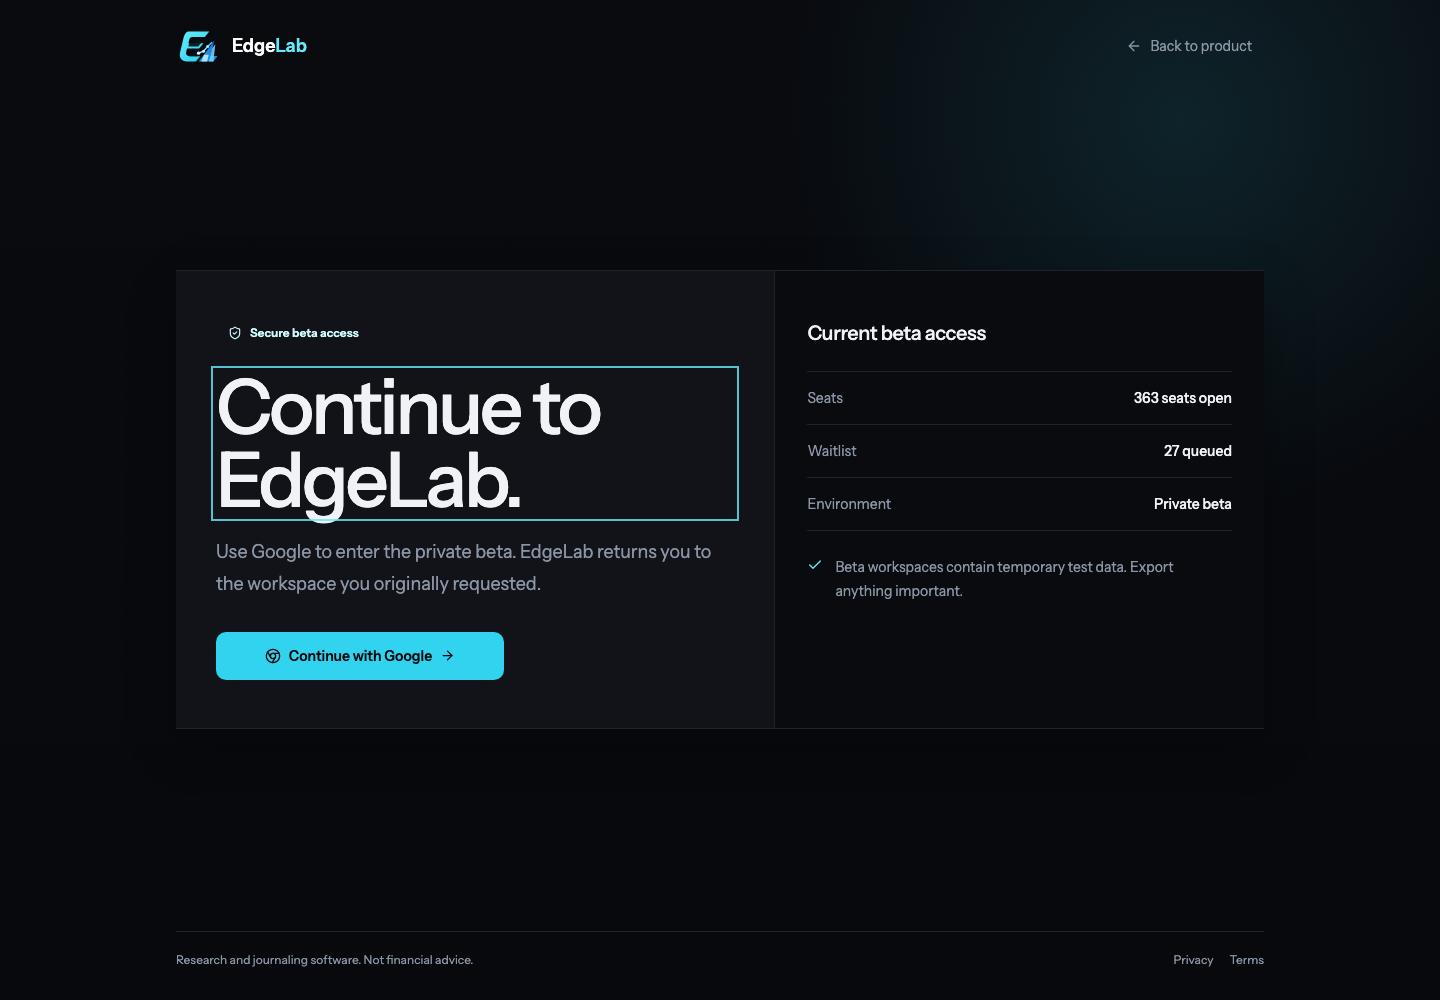 EdgeLab
Back to product
Secure beta access
Continue to
EdgeLab.
Use Google to enter the private beta. EdgeLab returns you to
the workspace you originally requested.
Continue with Google
Current beta access
Seats 363 seats open
Waitlist 27 queued
Environment Private beta
Beta workspaces contain temporary test data. Export
anything important.
Research and journaling software. Not financial advice.
Privacy Terms